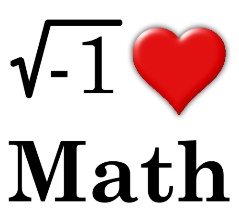 √-1 ❤
Math